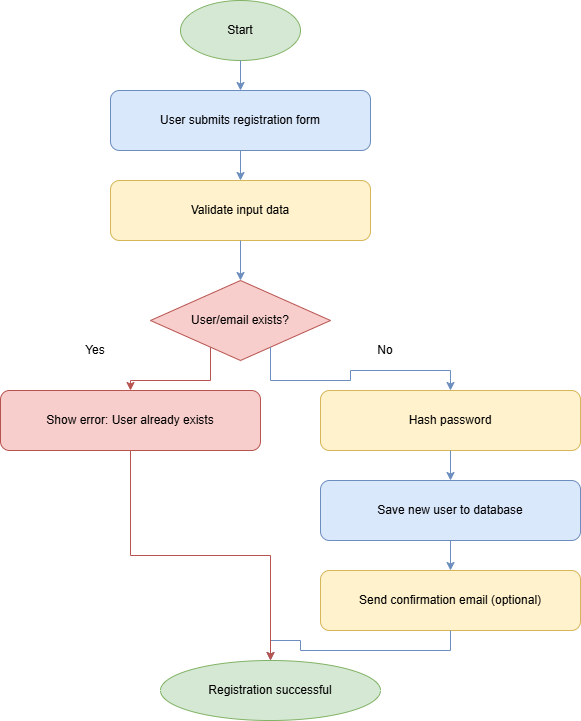 Start
User submits registration form
Validate input data
User/email exists?
Yes
No
Show error: User already exists
Hash password
Save new user to database
Send confirmation email (optional)
Registration successful